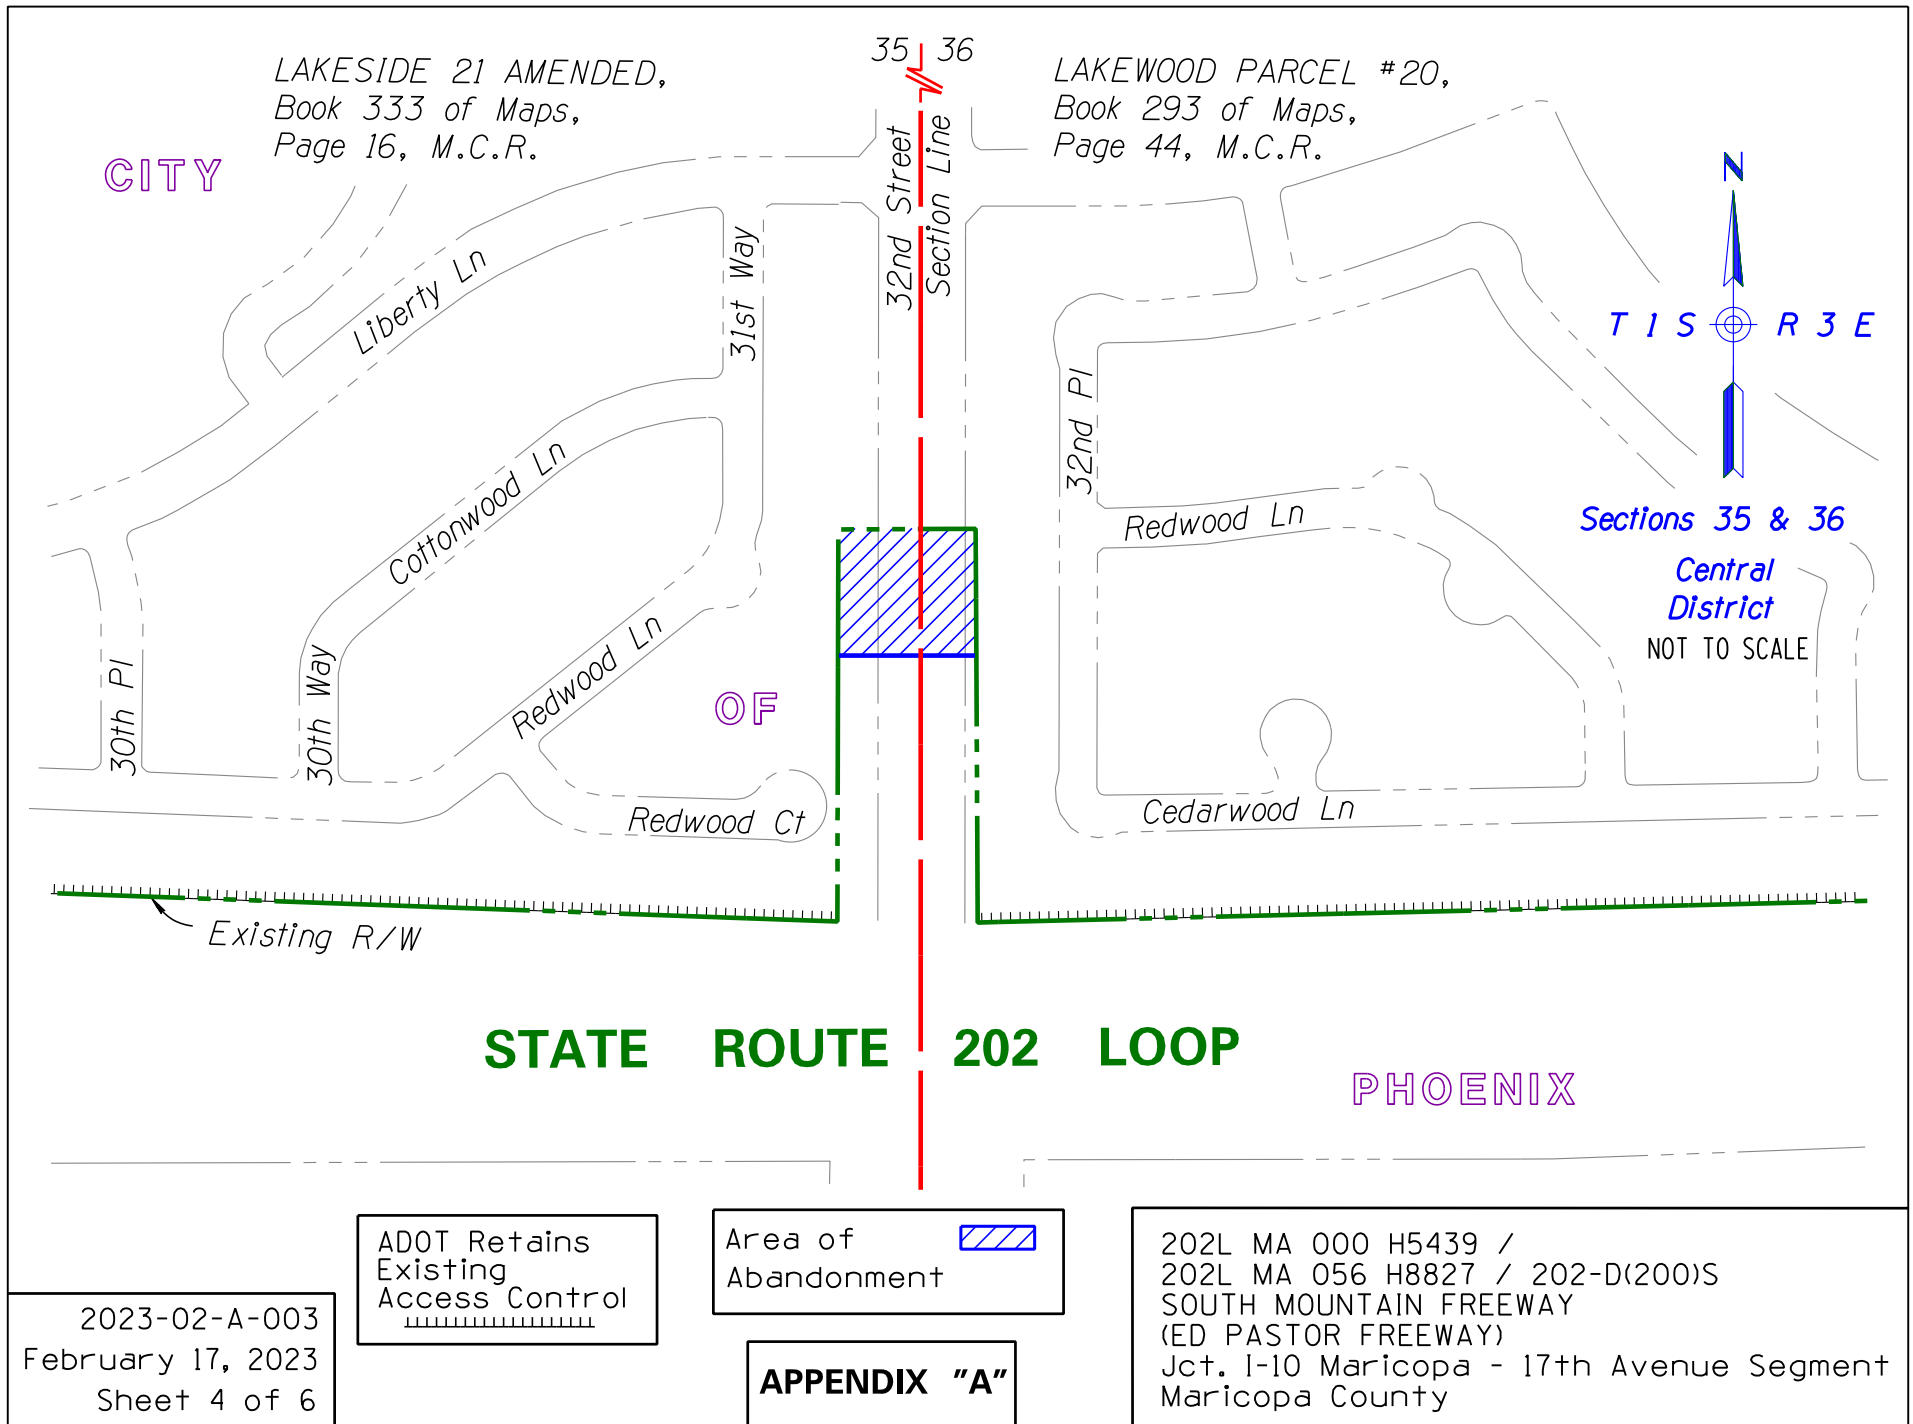 35 36
LAKESIDE 21 AMENDED,
Book 333 of Maps,
Page 16, M.C.R.
LAKEWOOD PARCEL #20,
Book 293 of Maps,
Page 44, M.C.R.
CITY
32nd Street
Section Line
N
Liberty Ln
31st Way
T 1 S R 3 E
32nd Pl
Cottonwood Ln
Redwood Ln
Sections 35 & 36
Central
District
NOT TO SCALE
30th Pl
30th Way
Redwood Ln
OF
Redwood Ct
Cedarwood Ln
Existing R/W
STATE ROUTE 202 LOOP
PHOENIX
ADOT Retains
Existing
Access Control
Area of
Abandonment
202L MA 000 H5439 /
202L MA 056 H8827 / 202-D(200)S
SOUTH MOUNTAIN FREEWAY
(ED PASTOR FREEWAY)
Jct. I-10 Maricopa - 17th Avenue Segment
Maricopa County
2023-02-A-003
February 17, 2023
Sheet 4 of 6
APPENDIX "A"